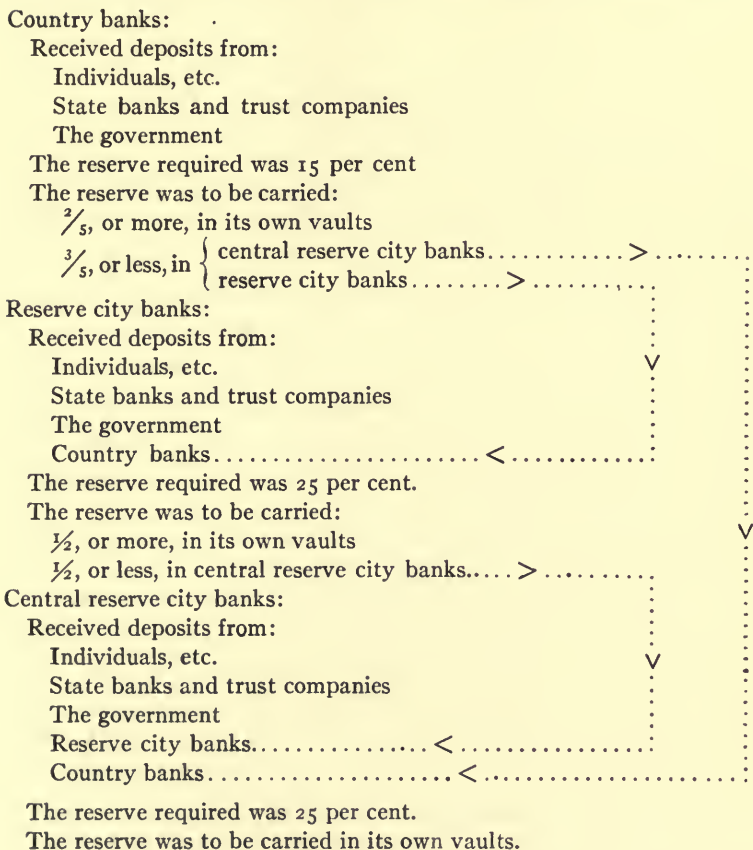 Country banks:
Received deposits from:
Individuals, etc.
State banks and trust companies
The government
The reserve required was 15 per cent
The reserve was to be carried:
2/5, or more, in its own vaults
3/5, or less, in { central reserve city banks............>........
reserve city banks........>............
Reserve city banks:
Received deposits from:
Individuals, etc.
State banks and trust companies
The government
Country banks......................<............
The reserve required was 25 per cent.
The reserve was to be carried:
1/2, or more, in its own vaults
1/2, or less, in central reserve city banks.....>..........
Central reserve city banks:
Received deposits from:
Individuals, etc.
State banks and trust companies
The government
Reserve city banks................<................
Country banks....................<......................
The reserve required was 25 per cent.
The reserve was to be carried in its own vaults.